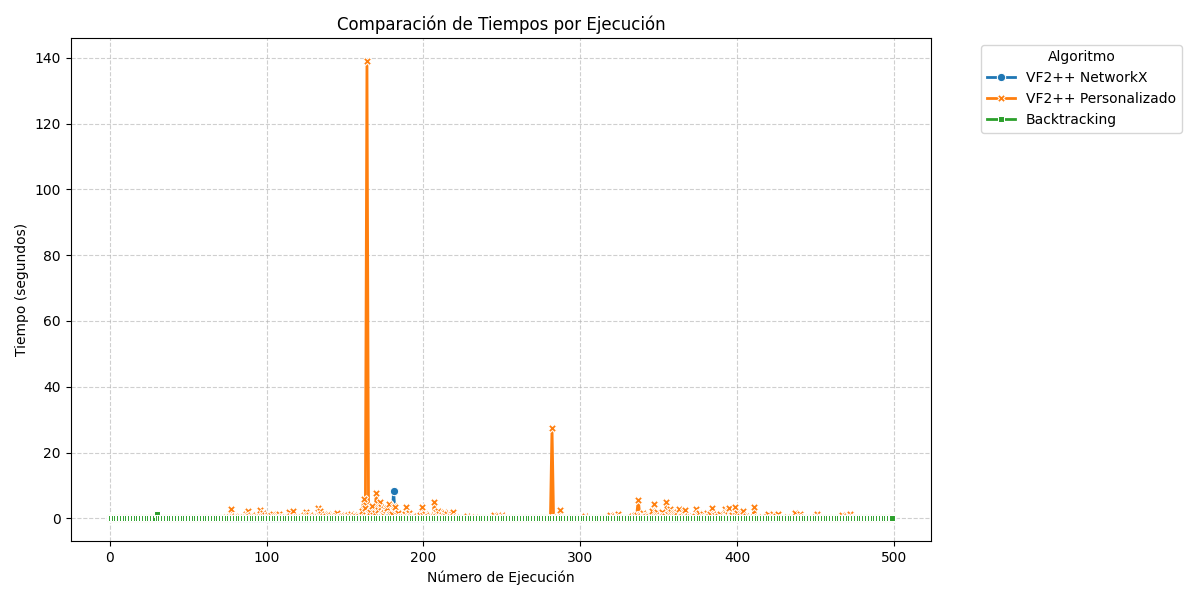 Comparación de Tiempos por Ejecución
Algoritmo
VF2++ NetworkX
VF2++ Personalizado
Backtracking
Tiempo (segundos)
140
120
100
80
60
40
20
0
0 100 200 300 400 500
Número de Ejecución